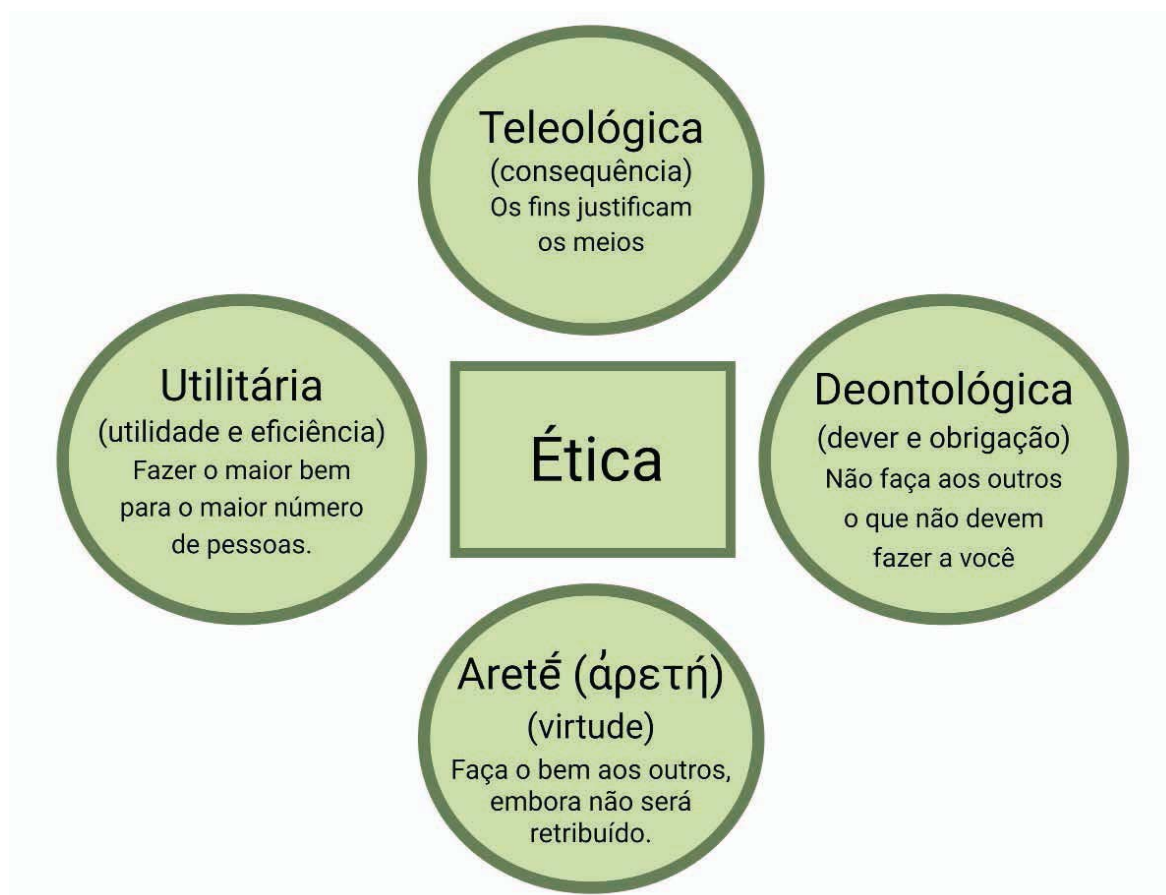 Teleológica
(consequência)
Os fins justificam
os meios
Utilitária
(utilidade e eficiência)
Fazer o maior bem
para o maior número
de pessoas.
Ética
Deontológica
(dever e obrigação)
Não faça aos outros
o que não devem
fazer a você
Aretḗ (ἀρετή)
(virtude)
Faça o bem aos outros,
embora não será
retribuído.